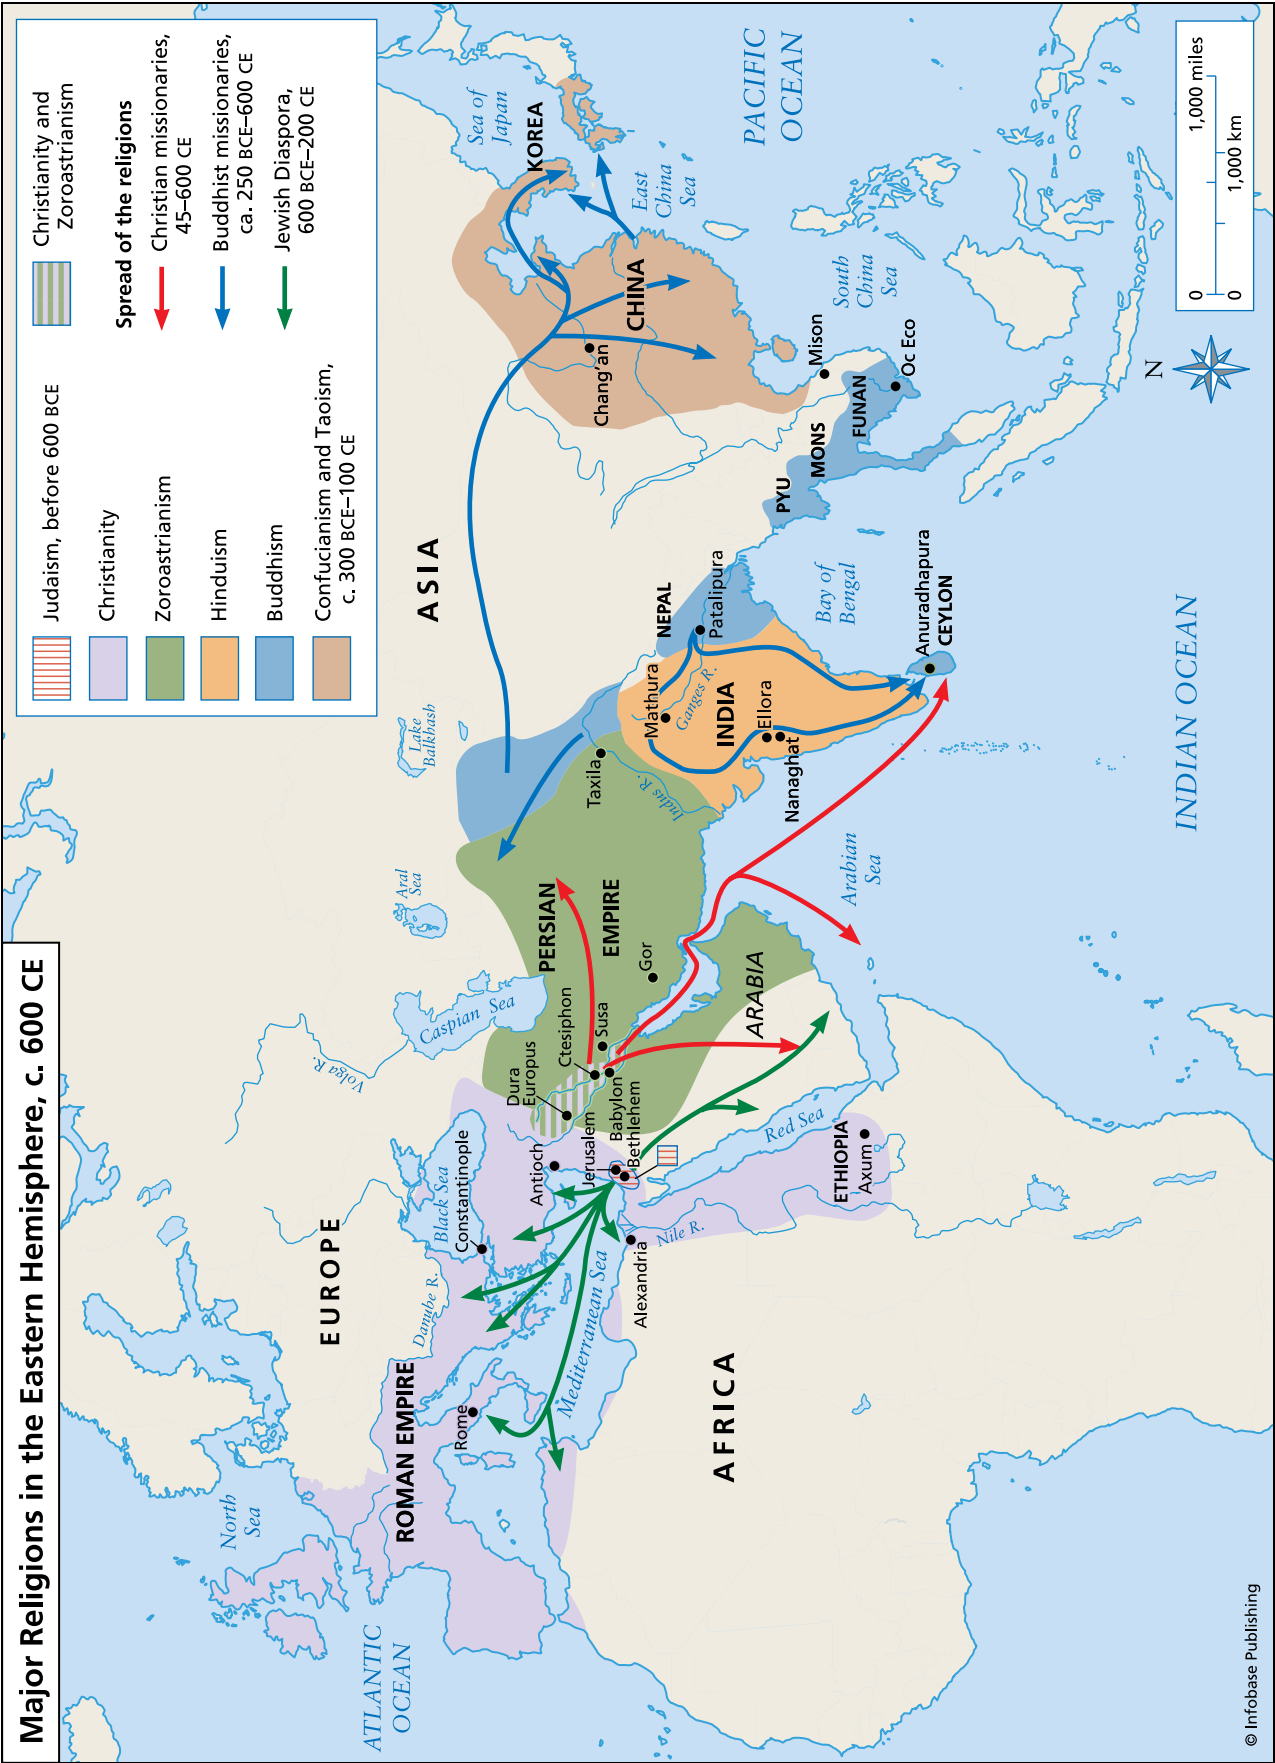 Major Religions in the Eastern Hemisphere, c. 600 CE
Judaism, before 600 BCE
Christianity
Zoroastrianism
Hinduism
Buddhism
Confucianism and Taoism,
c. 300 BCE–100 CE
Christianity and
Zoroastrianism
Spread of the religions
Christian missionaries,
45–600 CE
Buddhist missionaries,
ca. 250 BCE–600 CE
Jewish Diaspora,
600 BCE–200 CE
ATLANTIC
OCEAN
North
Sea
EUROPE
ROMAN EMPIRE
Rome
Danube R.
Black Sea
Constantinople
Mediterranean Sea
Alexandria
Nile R.
AFRICA
Volga R.
Caspian Sea
Aral
Sea
Lake
Balkhash
ASIA
Antioch
Dura
Europus
Ctesiphon
Susa
Jerusalem
Babylon
Bethlehem
PERSIAN
EMPIRE
Gor
ARABIA
Red Sea
ETHIOPIA
Axum
Arabian
Sea
Taxila
Indus R.
Mathura
Ganges R.
INDIA
Ellora
Nanaghat
NEPAL
Patalipura
Bay of
Bengal
Anuradhapura
CEYLON
INDIAN OCEAN
PYU
MONS
FUNAN
Oc Eco
Mison
South
China
Sea
Chang’an
CHINA
KOREA
Sea of
Japan
East
China
Sea
PACIFIC
OCEAN
N
0 1,000 miles
0 1,000 km
© Infobase Publishing